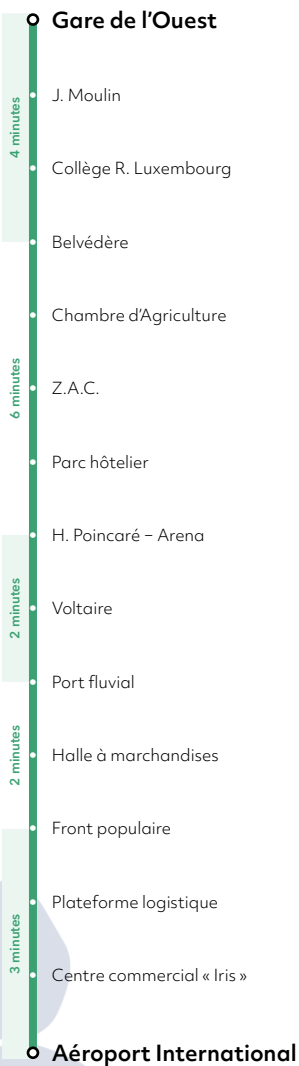 Gare de l'Ouest
4 minutes
J. Moulin
Collège R. Luxembourg
Belvédère
Chambre d'Agriculture
6 minutes
Z.A.C.
Parc hôtelier
H. Poincaré – Arena
2 minutes
Voltaire
Port fluvial
2 minutes
Halle à marchandises
Front populaire
3 minutes
Plateforme logistique
Centre commercial « Iris »
Aéroport International